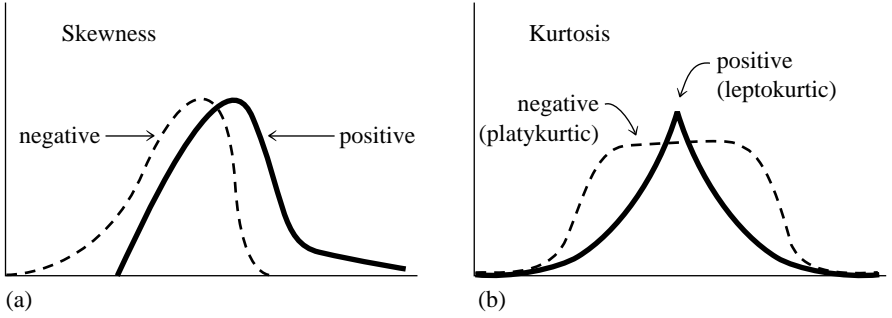 Skewness
negative
positive
(a)
Kurtosis
positive
(leptokurtic)
negative
(platykurtic)
(b)